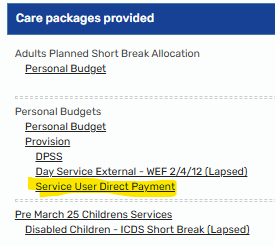 Care packages provided
Adults Planned Short Break Allocation
Personal Budget
Personal Budgets
Personal Budget
Provision
DPSS
Day Service External - WEF 2/4/12 (Lapsed)
Service User Direct Payment
Pre March 25 Childrens Services
Disabled Children - ICDS Short Break (Lapsed)